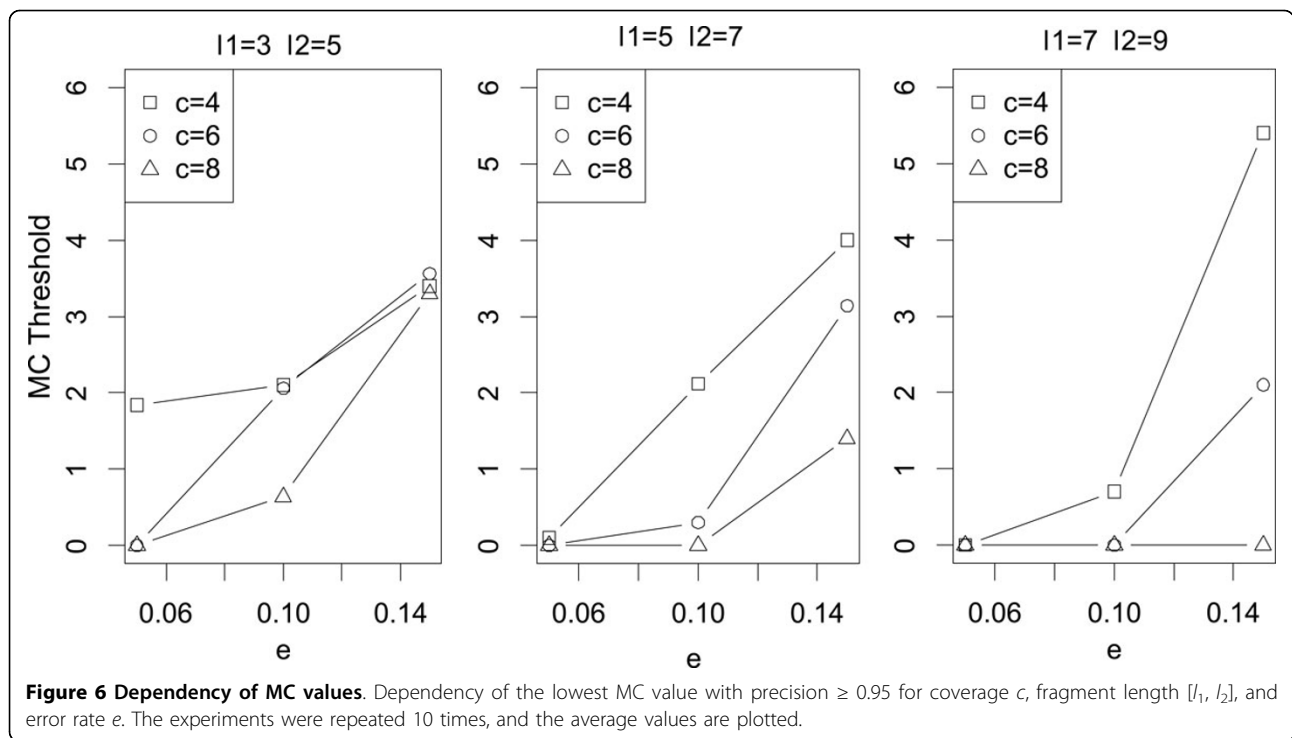 l1=3 l2=5
l1=5 l2=7
l1=7 l2=9
MC Threshold
6
5
4
3
2
1
0
c=4
c=6
c=8
0.06 0.10 0.14
e
6
5
4
3
2
1
0
c=4
c=6
c=8
0.06 0.10 0.14
e
6
5
4
3
2
1
0
c=4
c=6
c=8
0.06 0.10 0.14
e
Figure 6 Dependency of MC values. Dependency of the lowest MC value with precision ≥ 0.95 for coverage c, fragment length [l₁, l₂], and
error rate e. The experiments were repeated 10 times, and the average values are plotted.